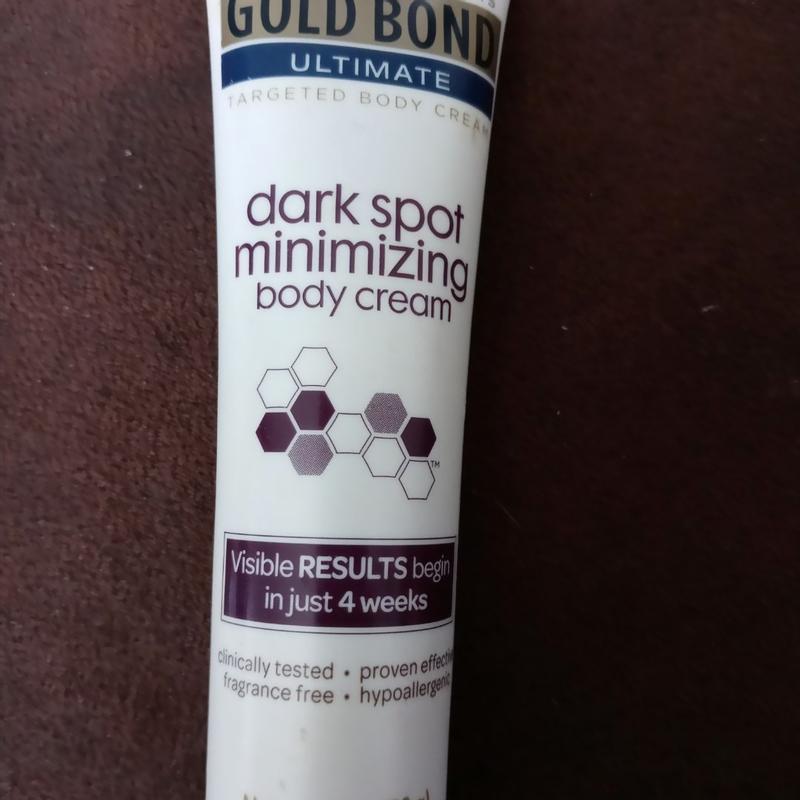 GOLD BOND
ULTIMATE
TARGETED BODY CREAM
dark spot
minimizing
body cream
TM
Visible RESULTS begin
in just 4 weeks
clinically tested • proven effective
fragrance free • hypoallergenic